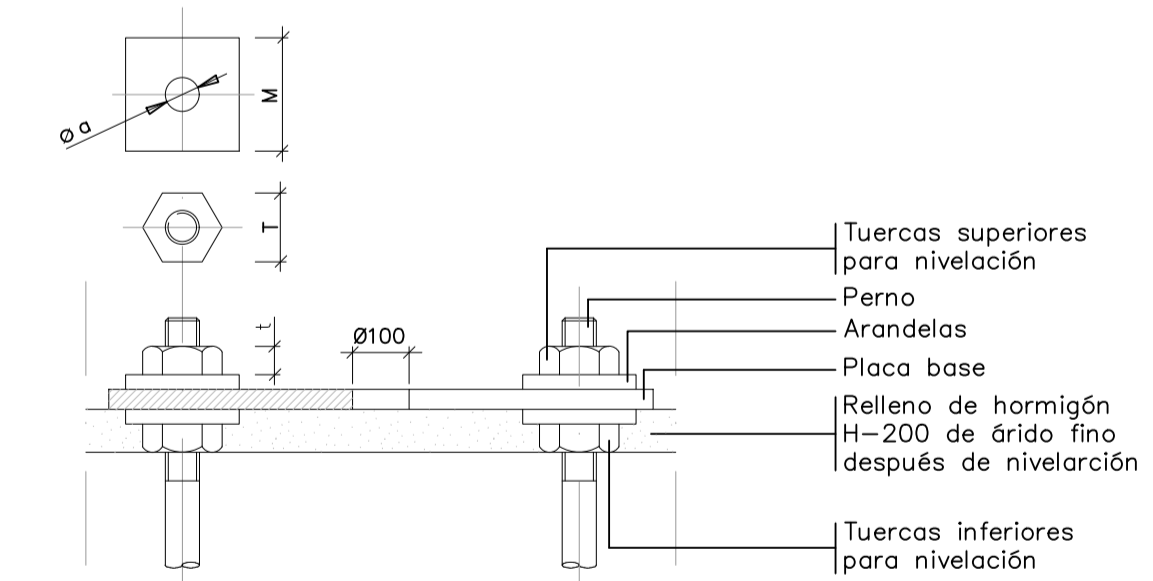 M
Ø a
T
t
Ø100
Tuercas superiores
para nivelación
Perno
Arandelas
Placa base
Relleno de hormigón
H-200 de árido fino
después de nivelarción
Tuercas inferiores
para nivelación